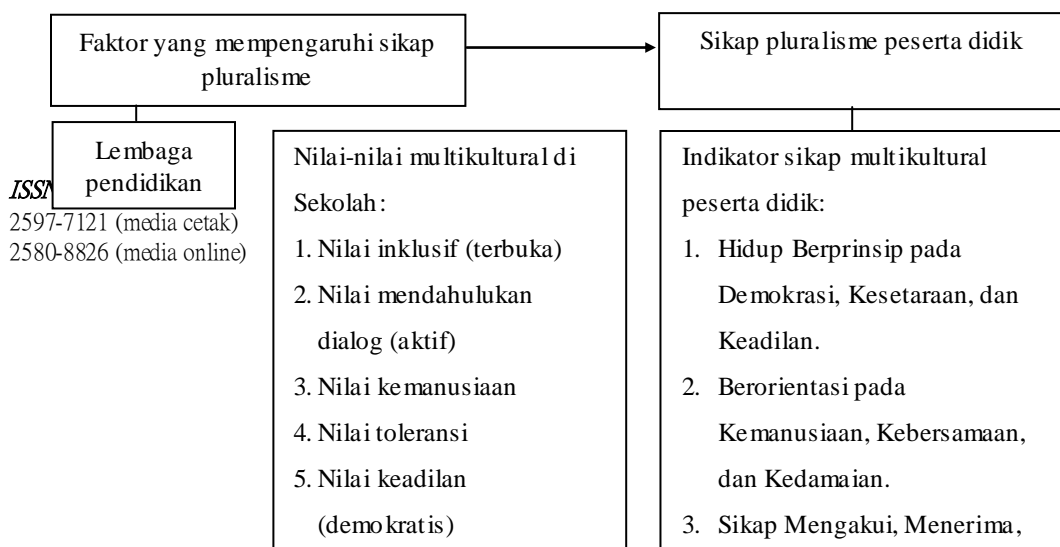 Faktor yang mempengaruhi sikap
pluralisme
Sikap pluralisme peserta didik
Lembaga
pendidikan
ISSN
2597-7121 (media cetak)
2580-8826 (media online)
Nilai-nilai multikultural di
Sekolah:
1. Nilai inklusif (terbuka)
2. Nilai mendahulukan
dialog (aktif)
3. Nilai kemanusiaan
4. Nilai toleransi
5. Nilai keadilan
(demokratis)
Indikator sikap multikultural
peserta didik:
1. Hidup Berprinsip pada
Demokrasi, Kesetaraan, dan
Keadilan.
2. Berorientasi pada
Kemanusiaan, Kebersamaan,
dan Kedamaian.
3. Sikap Mengakui, Menerima,